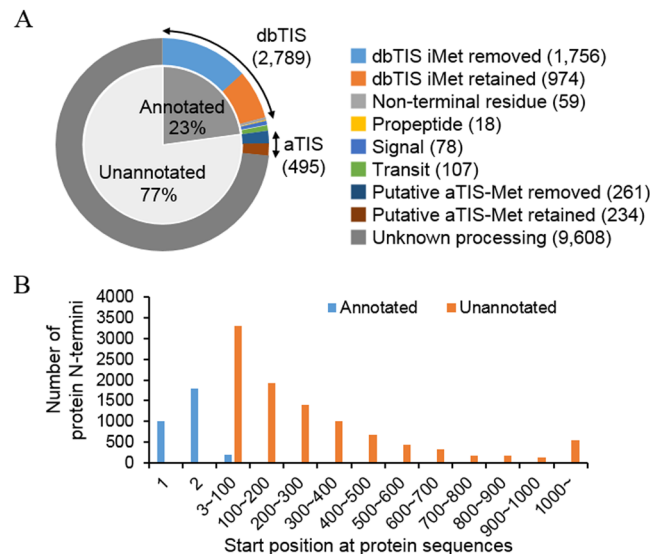 A
dbTIS
(2,789)
Annotated
23%
Unannotated
77%
aTIS
(495)
dbTIS iMet removed (1,756)
dbTIS iMet retained (974)
Non-terminal residue (59)
Propeptide (18)
Signal (78)
Transit (107)
Putative aTIS-Met removed (261)
Putative aTIS-Met retained (234)
Unknown processing (9,608)
B
Number of
protein N-termini
4000
3500
3000
2500
2000
1500
1000
500
0
Annotated
Unannotated
1
2
3~100
100~200
200~300
300~400
400~500
500~600
600~700
700~800
800~900
900~1000
1000~
Start position at protein sequences